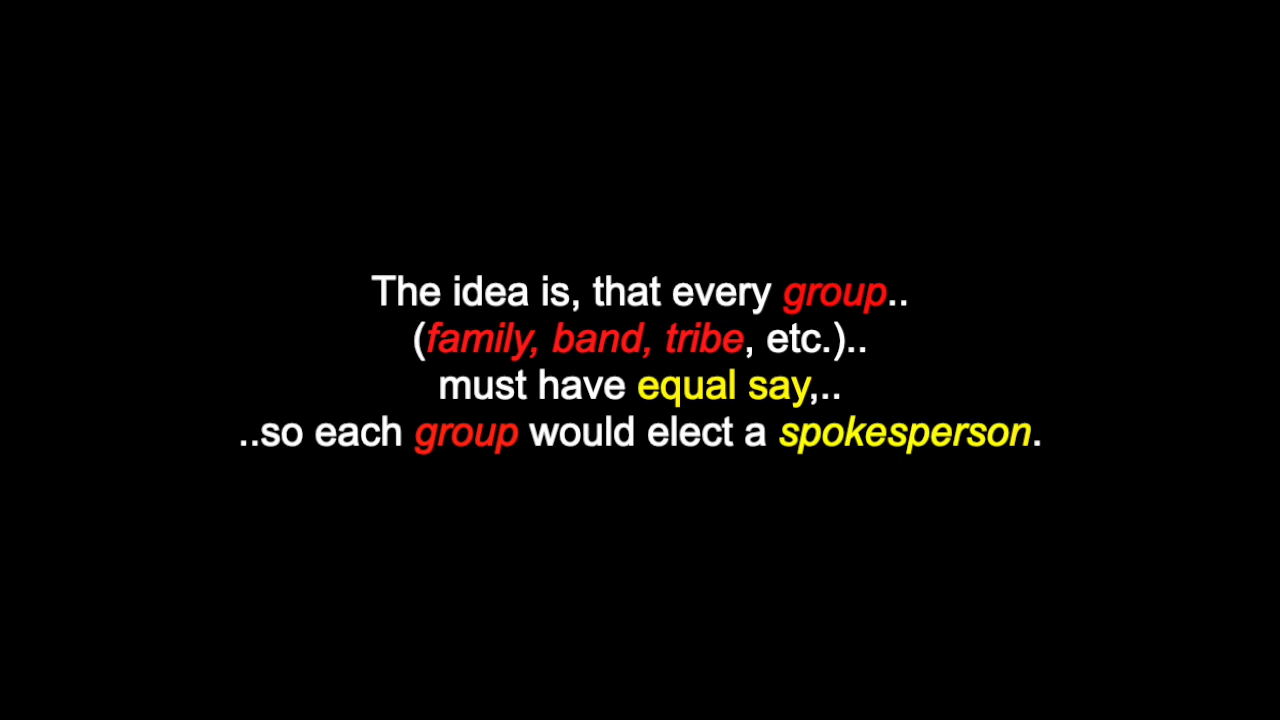 The idea is, that every group..
(family, band, tribe, etc.)..
must have equal say,..
..so each group would elect a spokesperson.